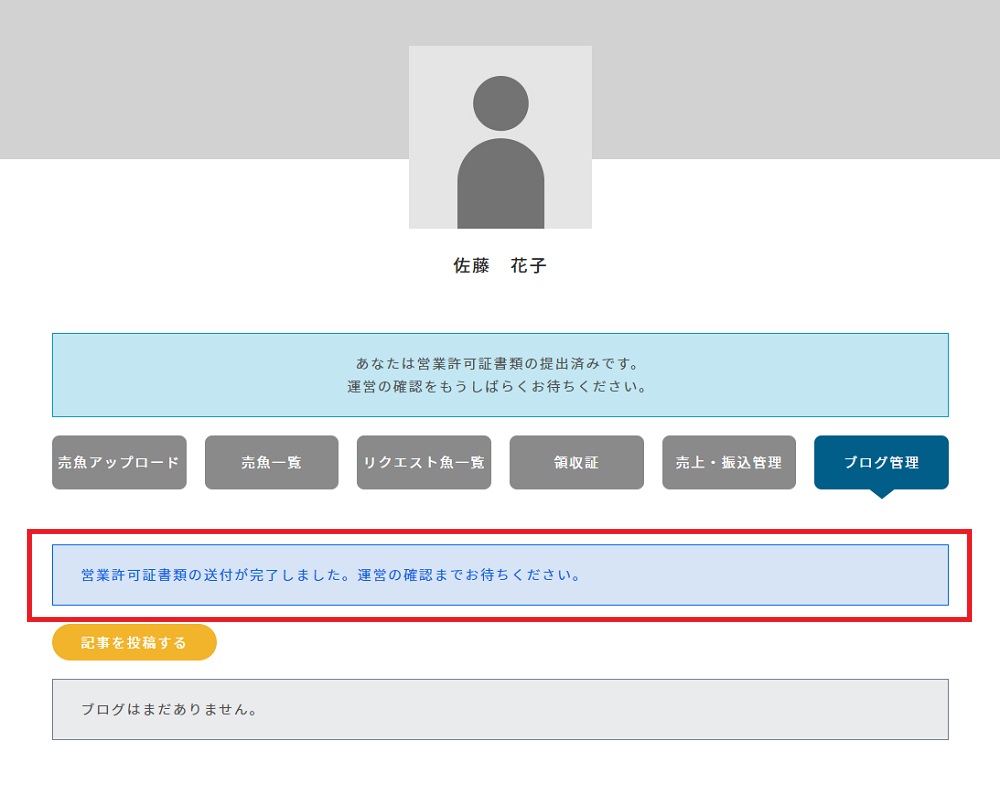 佐藤　花子
あなたは営業許可証書類の提出済みです。
運営の確認をもうしばらくお待ちください。
売魚アップロード
売魚一覧
リクエスト魚一覧
領収証
売上・振込管理
ブログ管理
営業許可証書類の送付が完了しました。運営の確認までお待ちください。
記事を投稿する
ブログはまだありません。